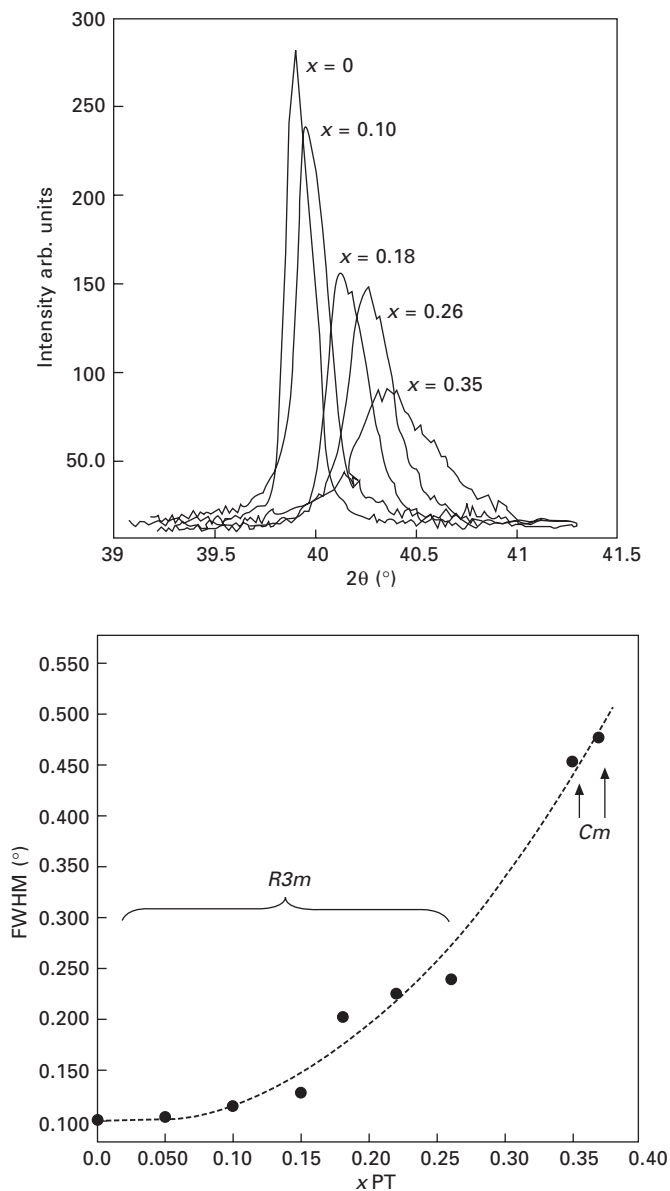 300
250
200
150
100
50.0
Intensity arb. units
x = 0
x = 0.10
x = 0.18
x = 0.26
x = 0.35
39
39.5
40
40.5
41
41.5
2θ (°)
0.550
0.500
0.450
0.400
0.350
0.300
0.250
0.200
0.150
0.100
FWHM (°)
R3m
Cm
0.0
0.050
0.10
0.15
0.20
0.25
0.30
0.35
0.40
x PT